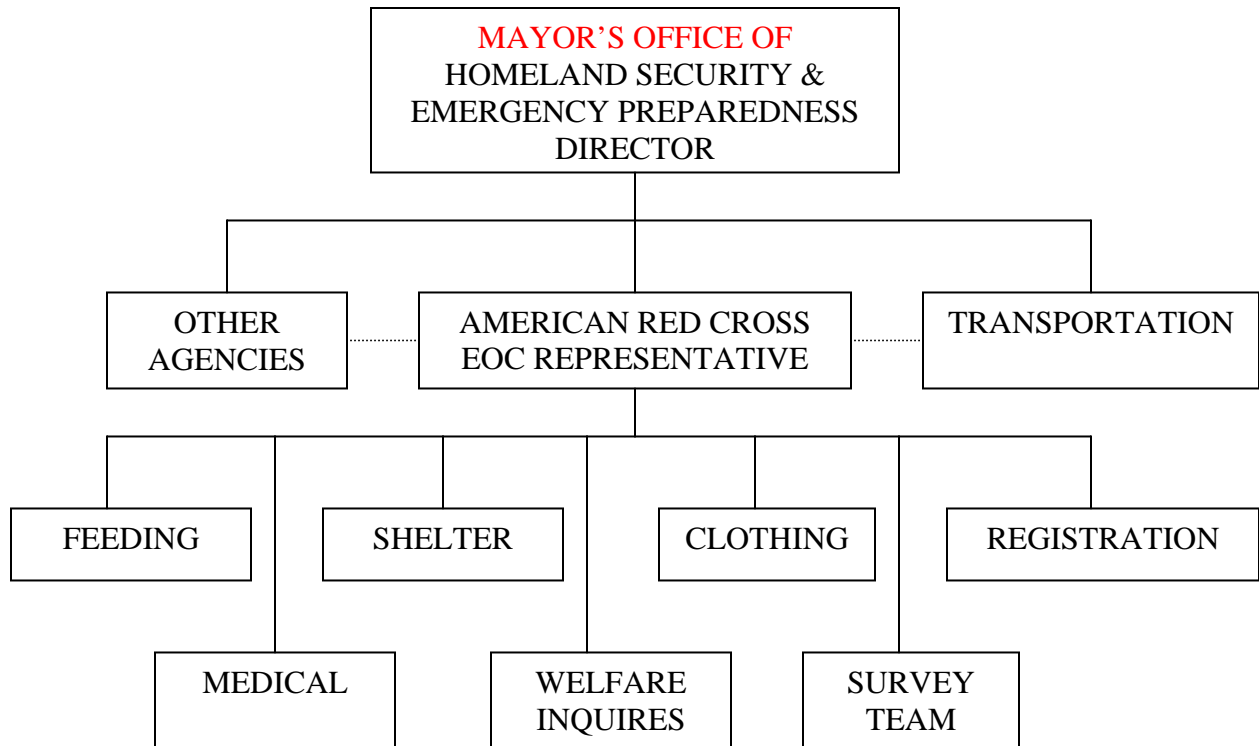 MAYOR’S OFFICE OF
HOMELAND SECURITY &
EMERGENCY PREPAREDNESS
DIRECTOR
OTHER
AGENCIES
AMERICAN RED CROSS
EOC REPRESENTATIVE
TRANSPORTATION
FEEDING
SHELTER
CLOTHING
REGISTRATION
MEDICAL
WELFARE
INQUIRES
SURVEY
TEAM